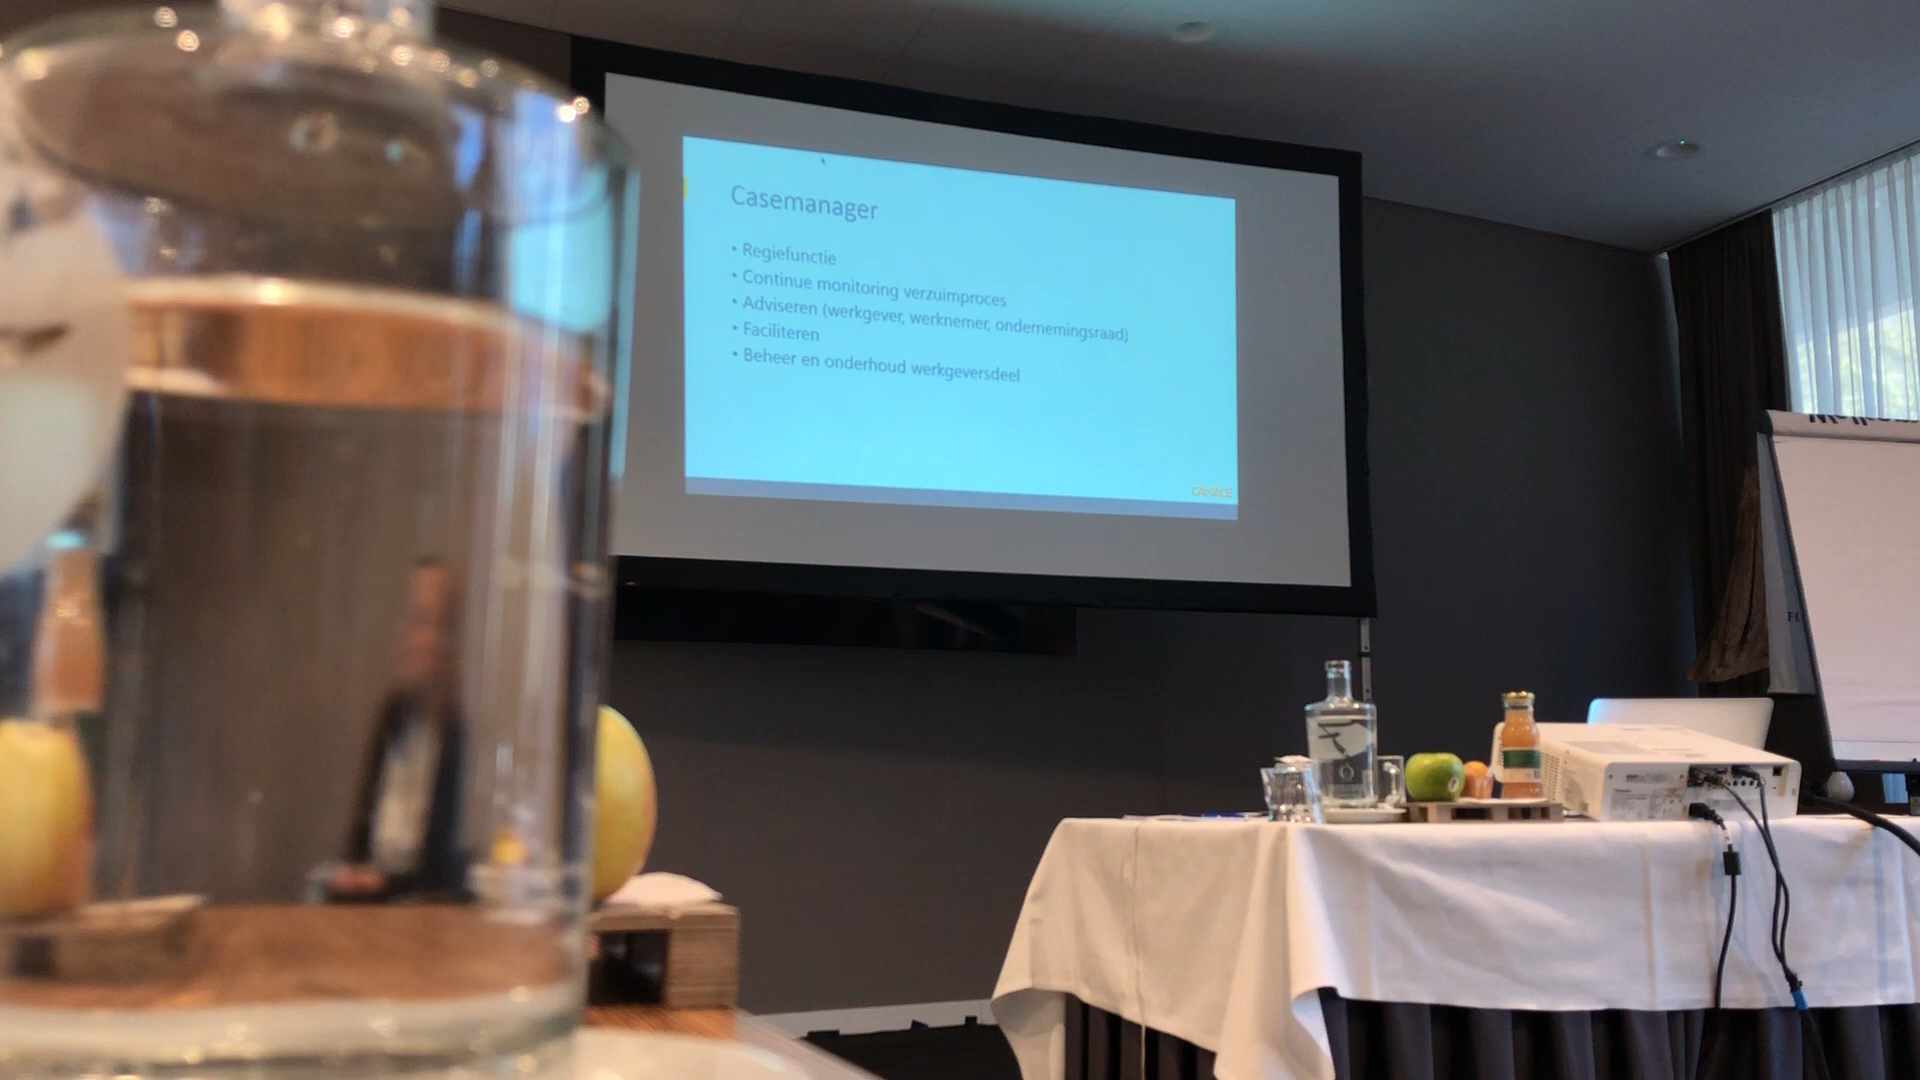 Casemanager
• Regiefunctie
• Continue monitoring verzuimproces
• Adviseren (werkgever, werknemer, ondernemingsraad)
• Faciliteren
• Beheer en onderhoud werkgeversdeel